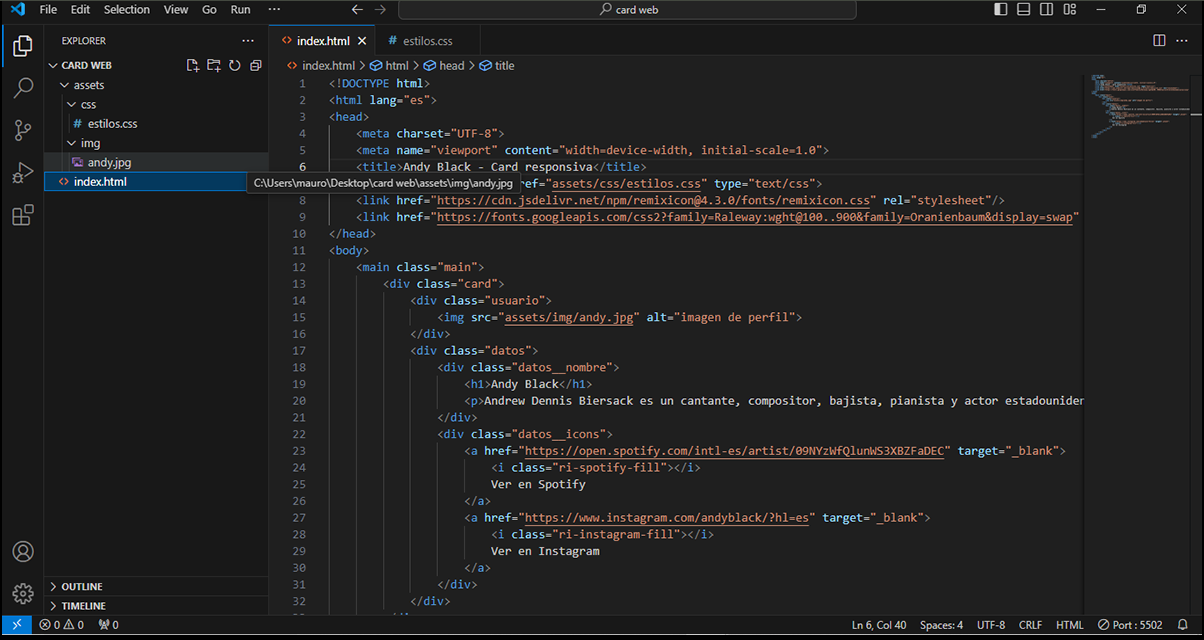 File Edit Selection View Go Run ··· card web
EXPLORER ···
CARD WEB
assets
css
# estilos.css
img
andy.jpg
<> index.html
OUTLINE
TIMELINE
<> index.html # estilos.css
<> index.html > html > head > title
1 <!DOCTYPE html>
2 <html lang="es">
3 <head>
4 <meta charset="UTF-8">
5 <meta name="viewport" content="width=device-width, initial-scale=1.0">
6 <title>Andy Black - Card responsiva</title>
C:\Users\mauro\Desktop\card web\assets\img\andy.jpg ref="assets/css/estilos.css" type="text/css">
8 <link href="https://cdn.jsdelivr.net/npm/remixicon@4.3.0/fonts/remixicon.css" rel="stylesheet"/>
9 <link href="https://fonts.googleapis.com/css2?family=Raleway:wght@100..900&family=Oranienbaum&display=swap"
10 </head>
11 <body>
12 <main class="main">
13 <div class="card">
14 <div class="usuario">
15 <img src="assets/img/andy.jpg" alt="imagen de perfil">
16 </div>
17 <div class="datos">
18 <div class="datos__nombre">
19 <h1>Andy Black</h1>
20 <p>Andrew Dennis Biersack es un cantante, compositor, bajista, pianista y actor estadouniden
21 </div>
22 <div class="datos__icons">
23 <a href="https://open.spotify.com/intl-es/artist/09NYzWfQlunWS3XBZFaDEC" target="_blank">
24 <i class="ri-spotify-fill"></i>
25 Ver en Spotify
26 </a>
27 <a href="https://www.instagram.com/andyblack/?hl=es" target="_blank">
28 <i class="ri-instagram-fill"></i>
29 Ver en Instagram
30 </a>
31 </div>
32 </div>
0 0 0 Ln 6, Col 40 Spaces: 4 UTF-8 CRLF HTML Port : 5502